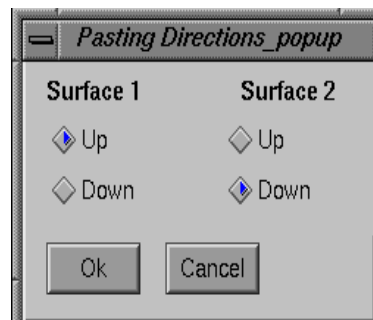 Pasting Directions_popup
Surface 1 Surface 2
Up Up
Down Down
Ok Cancel